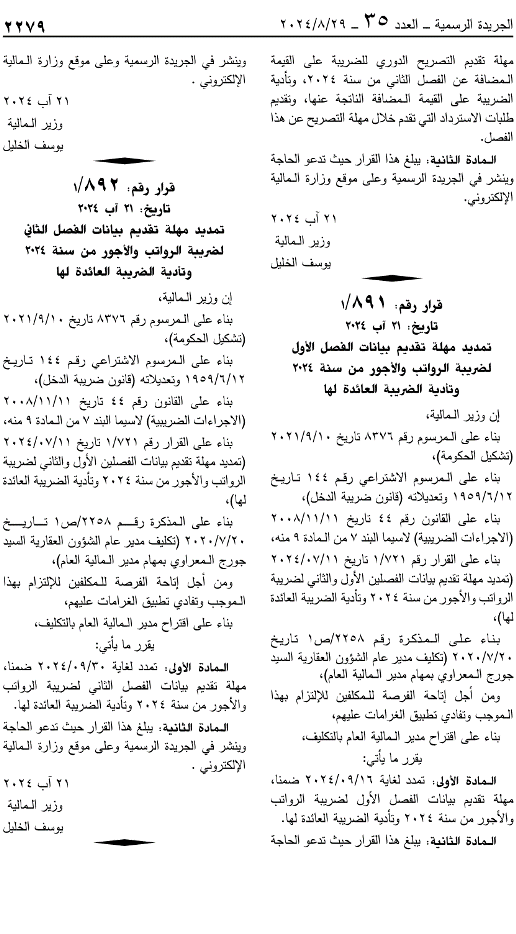 الجريدة الرسمية ــ العدد ٣٥ ــ ٢٠٢٤/٨/٢٩
٢٢٧٩
مهلة تقديم التصريح الدوري للضريبة على القيمة
المضافة عن الفصل الثاني من سنة ٢٠٢٤، وتأدية
الضريبة على القيمة المضافة الناتجة عنها، وتقديم
طلبات الاسترداد التي تقدم خلال مهلة التصريح عن هذا
الفصل.
المادة الثانية: يبلغ هذا القرار حيث تدعو الحاجة
وينشر في الجريدة الرسمية وعلى موقع وزارة المالية
الإلكتروني.
٢١ آب ٢٠٢٤
وزير المالية
يوسف الخليل
قرار رقم: ١/٨٩١
تاريخ: ٢١ آب ٢٠٢٤
تمديد مهلة تقديم بيانات الفصل الأول
لضريبة الرواتب والأجور من سنة ٢٠٢٤
وتأدية الضريبة العائدة لها
إن وزير المالية،
بناء على المرسوم رقم ٨٣٧٦ تاريخ ٢٠٢١/٩/١٠
(تشكيل الحكومة)،
بناء على المرسوم الاشتراعي رقم ١٤٤ تاريخ
١٩٥٩/٦/١٢ وتعديلاته (قانون ضريبة الدخل)،
بناء على القانون رقم ٤٤ تاريخ ٢٠٠٨/١١/١١
(الاجراءات الضريبية) لاسيما البند ٧ من المادة ٩ منه،
بناء على القرار رقم ١/٧٢١ تاريخ ٢٠٢٤/٠٧/١١
(تمديد مهلة تقديم بيانات الفصلين الأول والثاني لضريبة
الرواتب والأجور من سنة ٢٠٢٤ وتأدية الضريبة العائدة
لها)،
بناء على المذكرة رقم ٢٢٥٨/ص١ تاريخ
٢٠٢٠/٧/٢٠ (تكليف مدير عام الشؤون العقارية السيد
جورج المعراوي بمهام مدير المالية العام)،
ومن أجل إتاحة الفرصة للمكلفين للإلتزام بهذا
الموجب وتفادي تطبيق الغرامات عليهم،
بناء على اقتراح مدير المالية العام بالتكليف،
يقرر ما يأتي:
المادة الأولى: تمدد لغاية ٢٠٢٤/٠٩/١٦ ضمنا،
مهلة تقديم بيانات الفصل الأول لضريبة الرواتب
والأجور من سنة ٢٠٢٤ وتأدية الضريبة العائدة لها.
المادة الثانية: يبلغ هذا القرار حيث تدعو الحاجة
وينشر في الجريدة الرسمية وعلى موقع وزارة المالية
الإلكتروني .
٢١ آب ٢٠٢٤
وزير المالية
يوسف الخليل
قرار رقم: ١/٨٩٢
تاريخ: ٢١ آب ٢٠٢٤
تمديد مهلة تقديم بيانات الفصل الثاني
لضريبة الرواتب والأجور من سنة ٢٠٢٤
وتأدية الضريبة العائدة لها
إن وزير المالية،
بناء على المرسوم رقم ٨٣٧٦ تاريخ ٢٠٢١/٩/١٠
(تشكيل الحكومة)،
بناء على المرسوم الاشتراعي رقم ١٤٤ تاريخ
١٩٥٩/٦/١٢ وتعديلاته (قانون ضريبة الدخل)،
بناء على القانون رقم ٤٤ تاريخ ٢٠٠٨/١١/١١
(الاجراءات الضريبية) لاسيما البند ٧ من المادة ٩ منه،
بناء على القرار رقم ١/٧٢١ تاريخ ٢٠٢٤/٠٧/١١
(تمديد مهلة تقديم بيانات الفصلين الأول والثاني لضريبة
الرواتب والأجور من سنة ٢٠٢٤ وتأدية الضريبة العائدة
لها)،
بناء على المذكرة رقم ٢٢٥٨/ص١ تاريخ
٢٠٢٠/٧/٢٠ (تكليف مدير عام الشؤون العقارية السيد
جورج المعراوي بمهام مدير المالية العام)،
ومن أجل إتاحة الفرصة للمكلفين للإلتزام بهذا
الموجب وتفادي تطبيق الغرامات عليهم،
بناء على اقتراح مدير المالية العام بالتكليف،
يقرر ما يأتي:
المادة الأولى: تمدد لغاية ٢٠٢٤/٠٩/٣٠ ضمنا،
مهلة تقديم بيانات الفصل الثاني لضريبة الرواتب
والأجور من سنة ٢٠٢٤ وتأدية الضريبة العائدة لها.
المادة الثانية: يبلغ هذا القرار حيث تدعو الحاجة
وينشر في الجريدة الرسمية وعلى موقع وزارة المالية
الإلكتروني .
٢١ آب ٢٠٢٤
وزير المالية
يوسف الخليل